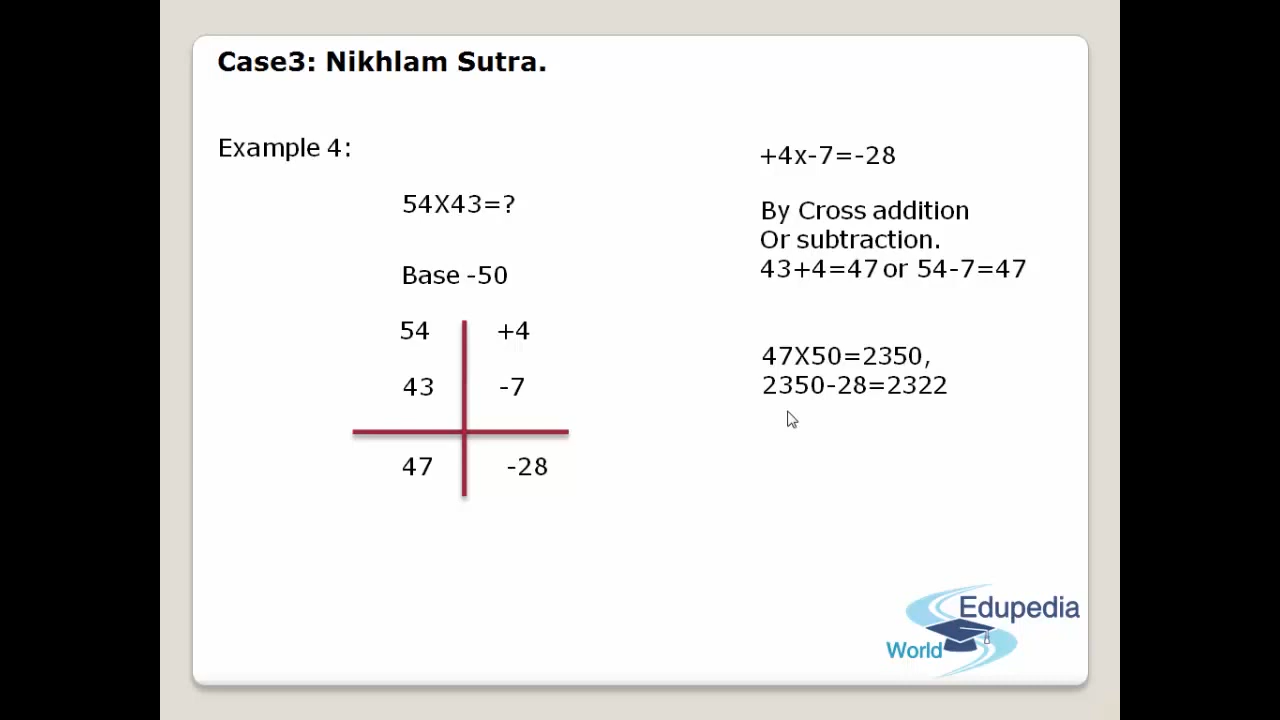 Case3: Nikhlam Sutra.
Example 4:
54X43=?
Base -50
54 +4
43 -7
47 -28
+4x-7=-28
By Cross addition
Or subtraction.
43+4=47 or 54-7=47
47X50=2350,
2350-28=2322
Edupedia
World